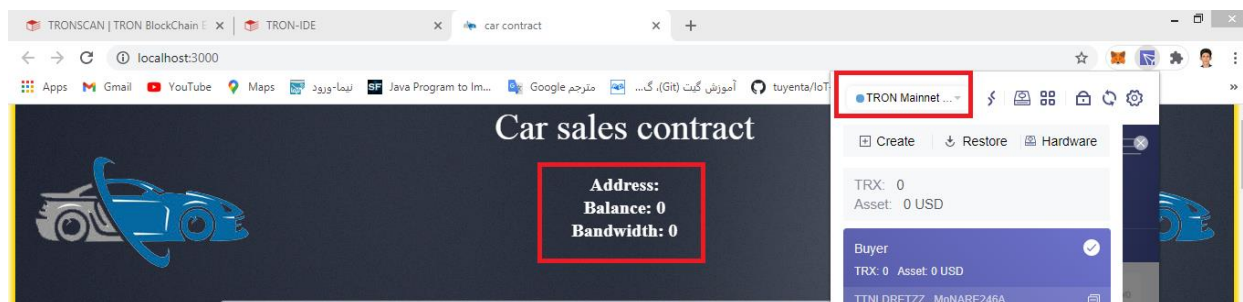 TRONSCAN | TRON BlockChain E
TRON-IDE
car contract
localhost:3000
Apps
Gmail
YouTube
Maps
نیما-ورود
Java Program to Im...
مترجم Google
آموزش گیت (Git)، گ...
tuyenta/IoT-
TRON Mainnet ...
Car sales contract
Create
Restore
Hardware
Address:
Balance: 0
Bandwidth: 0
TRX: 0
Asset: 0 USD
Buyer
TRX: 0 Asset: 0 USD